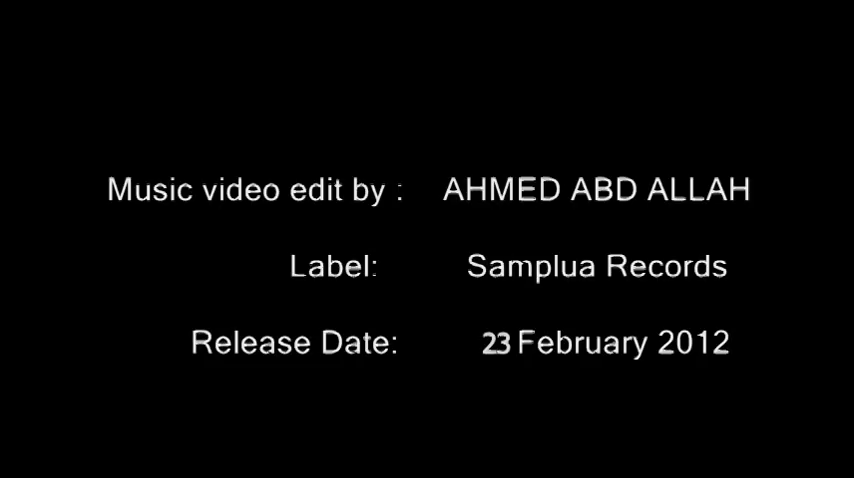 Music video edit by : AHMED ABD ALLAH
Label: Samplua Records
Release Date: 23 February 2012